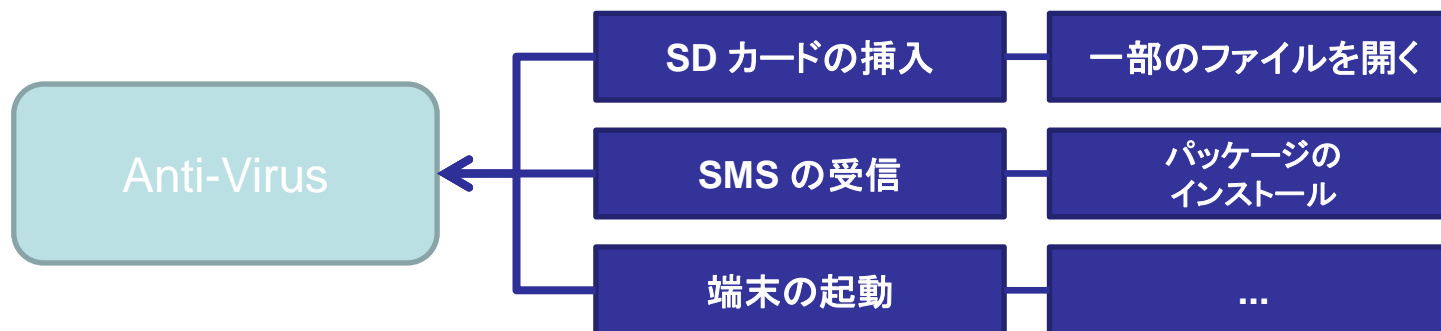 SD カードの挿入
一部のファイルを開く
Anti-Virus
SMS の受信
パッケージの
インストール
端末の起動
...